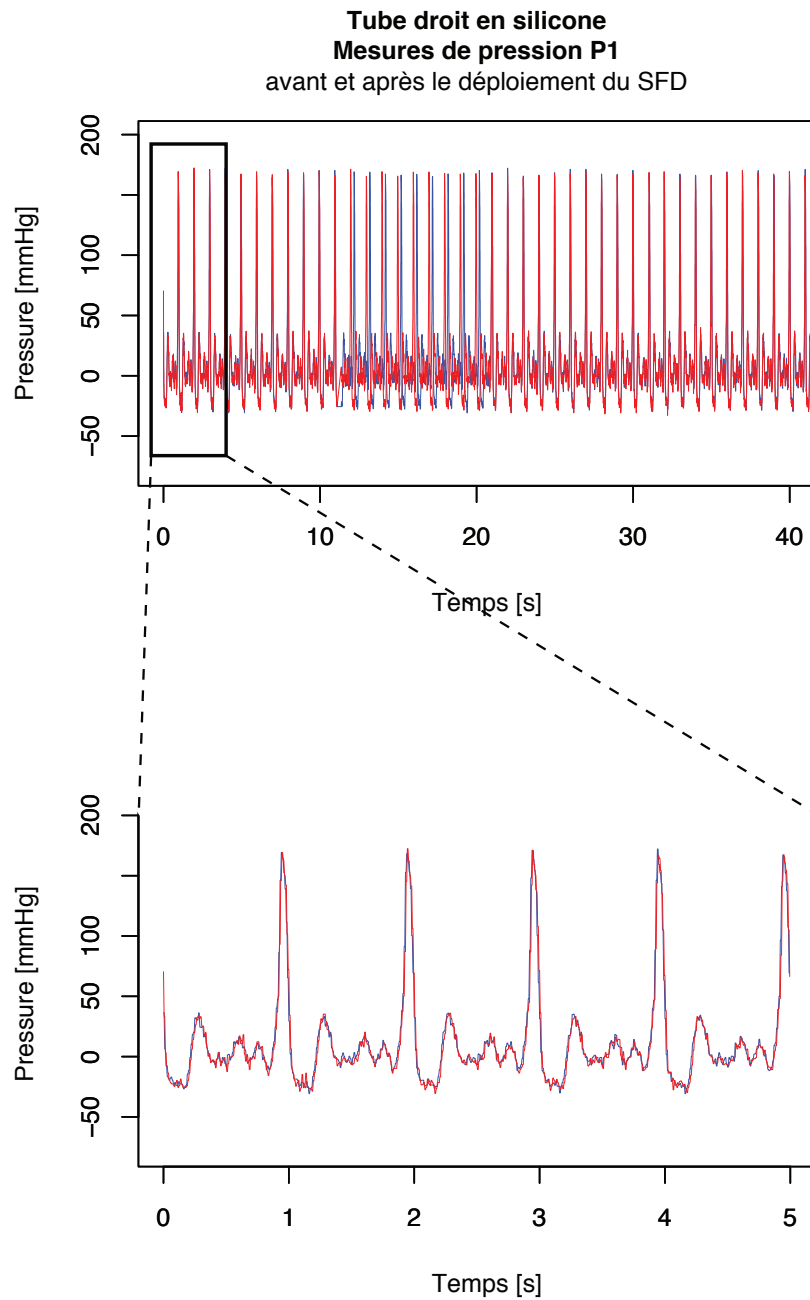 Tube droit en silicone
Mesures de pression P1
avant et après le déploiement du SFD
Pressure [mmHg]
200
100
50
0
−50
0 10 20 30 40
Temps [s]
Pressure [mmHg]
200
100
50
0
−50
0 1 2 3 4 5
Temps [s]